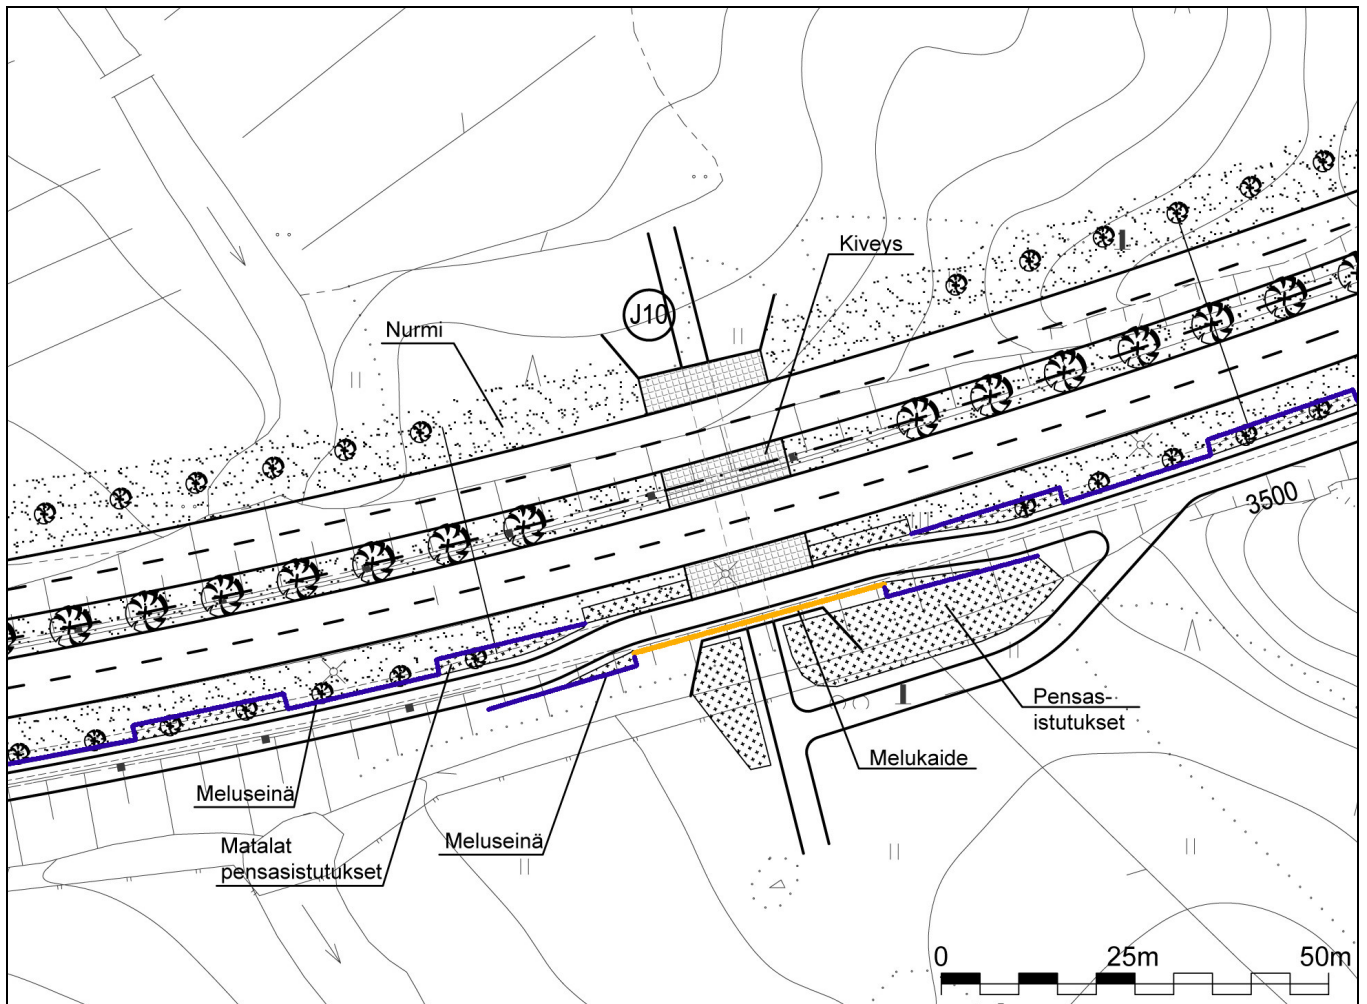 Kiveys
J10
Nurmi
3500
Pensas-
istutukset
Melukaide
Meluseinä
Matalat
pensasistutukset
Meluseinä
0 25m 50m